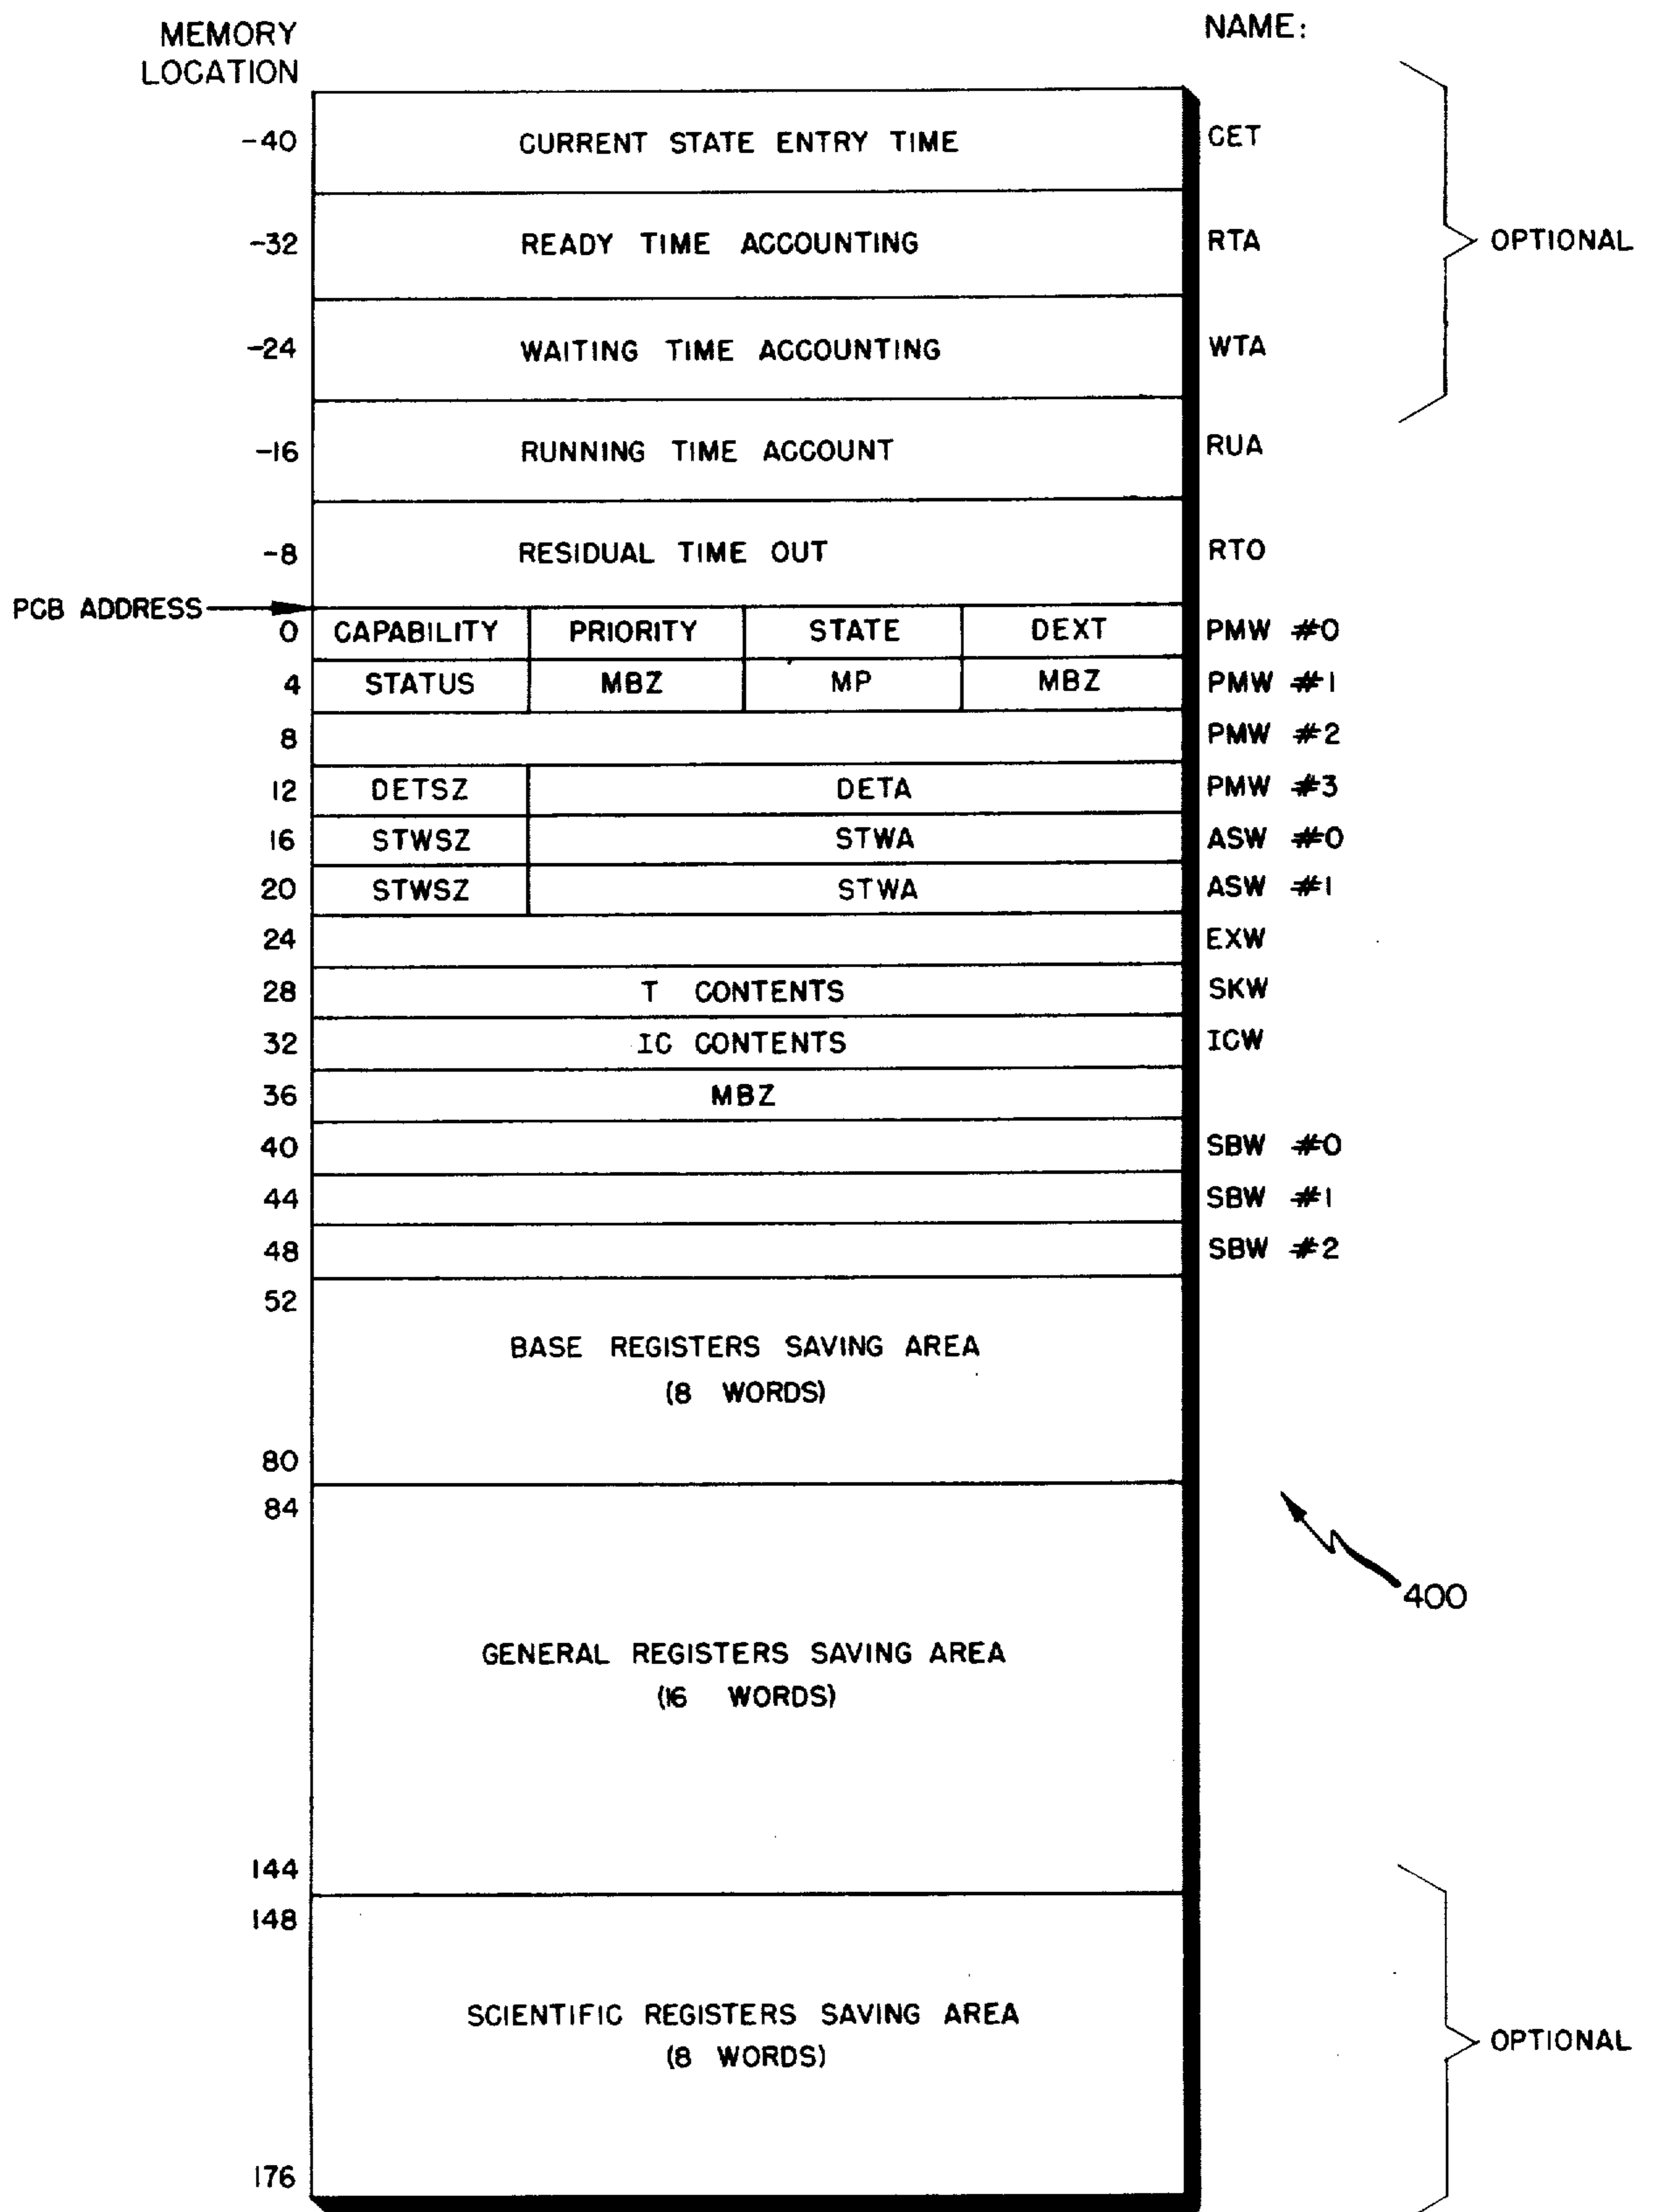 MEMORY LOCATION NAME:
-40 CURRENT STATE ENTRY TIME CET
-32 READY TIME ACCOUNTING RTA OPTIONAL
-24 WAITING TIME ACCOUNTING WTA
-16 RUNNING TIME ACCOUNT RUA
-8 RESIDUAL TIME OUT RTO
PCB ADDRESS
0 CAPABILITY PRIORITY STATE DEXT PMW #0
4 STATUS MBZ MP MBZ PMW #1
8 PMW #2
12 DETSZ DETA PMW #3
16 STWSZ STWA ASW #0
20 STWSZ STWA ASW #1
24 EXW
28 T CONTENTS SKW
32 IC CONTENTS ICW
36 MBZ
40 SBW #0
44 SBW #1
48 SBW #2
52
BASE REGISTERS SAVING AREA
(8 WORDS)
80
84
400
GENERAL REGISTERS SAVING AREA
(16 WORDS)
144
148
SCIENTIFIC REGISTERS SAVING AREA
(8 WORDS)
OPTIONAL
176